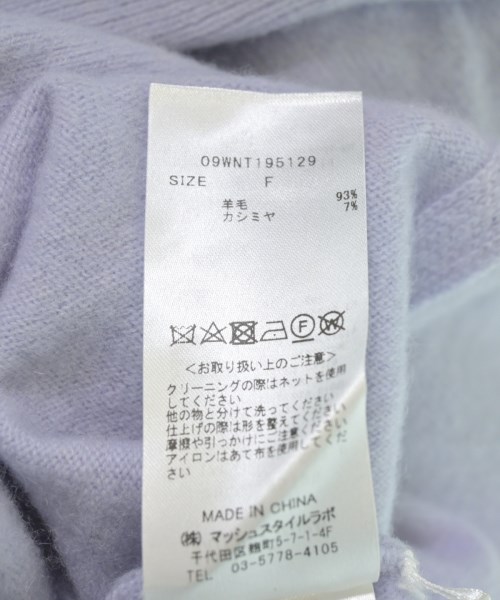 09WNT195129
SIZE F
羊毛 93%
カシミヤ 7%
F W
＜お取り扱い上のご注意＞
クリーニングの際はネットを使用
してください
他の物と分けて洗ってください
仕上げの際は形を整えてください
摩擦や引っかけにご注意ください
アイロンはあて布を使用してくだ
さい
MADE IN CHINA
(株) マッシュスタイルラボ
千代田区麹町5-7-1-4F
TEL 03-5778-4105